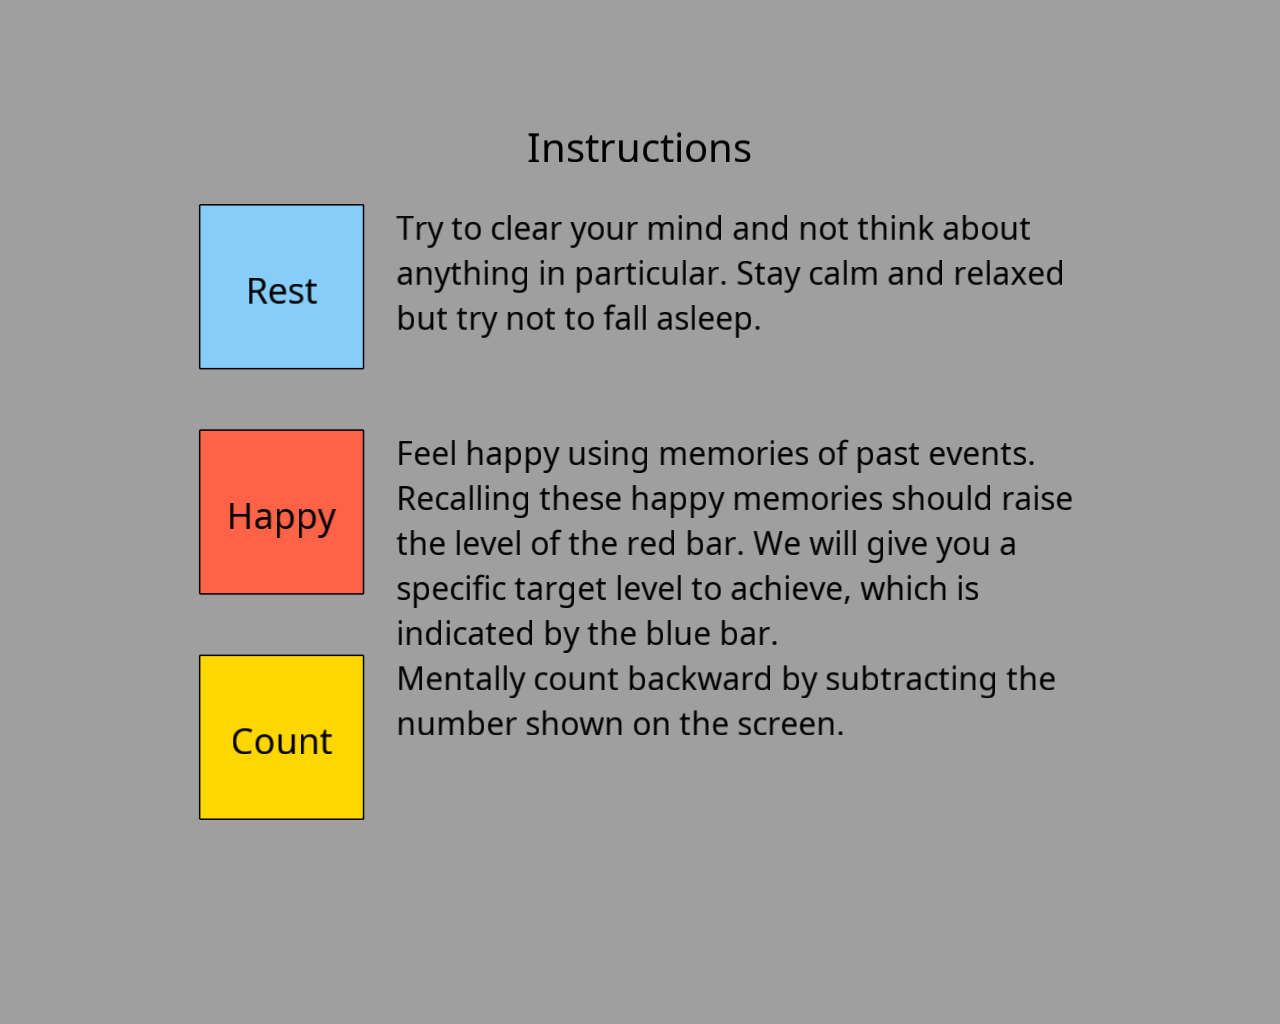 Instructions
Rest
Try to clear your mind and not think about
anything in particular. Stay calm and relaxed
but try not to fall asleep.
Happy
Feel happy using memories of past events.
Recalling these happy memories should raise
the level of the red bar. We will give you a
specific target level to achieve, which is
indicated by the blue bar.
Count
Mentally count backward by subtracting the
number shown on the screen.